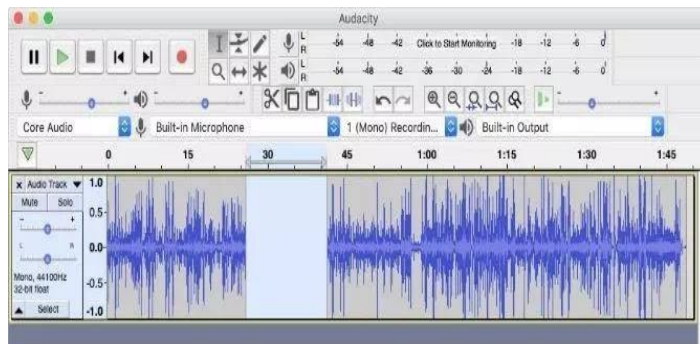 Audacity
L
R
-54 -48 -42 Click to Start Monitoring -18 -12 -6 0
L
R
-54 -48 -42 -36 -30 -24 -18 -12 -6 0
Core Audio Built-in Microphone 1 (Mono) Recordin... Built-in Output
0 15 30 45 1:00 1:15 1:30 1:45
x Audio Track ▼ 1.0
Mute Solo
0.5
- +
0.0
L R
Mono, 44100Hz
32-bit float
-0.5
▲ Select -1.0